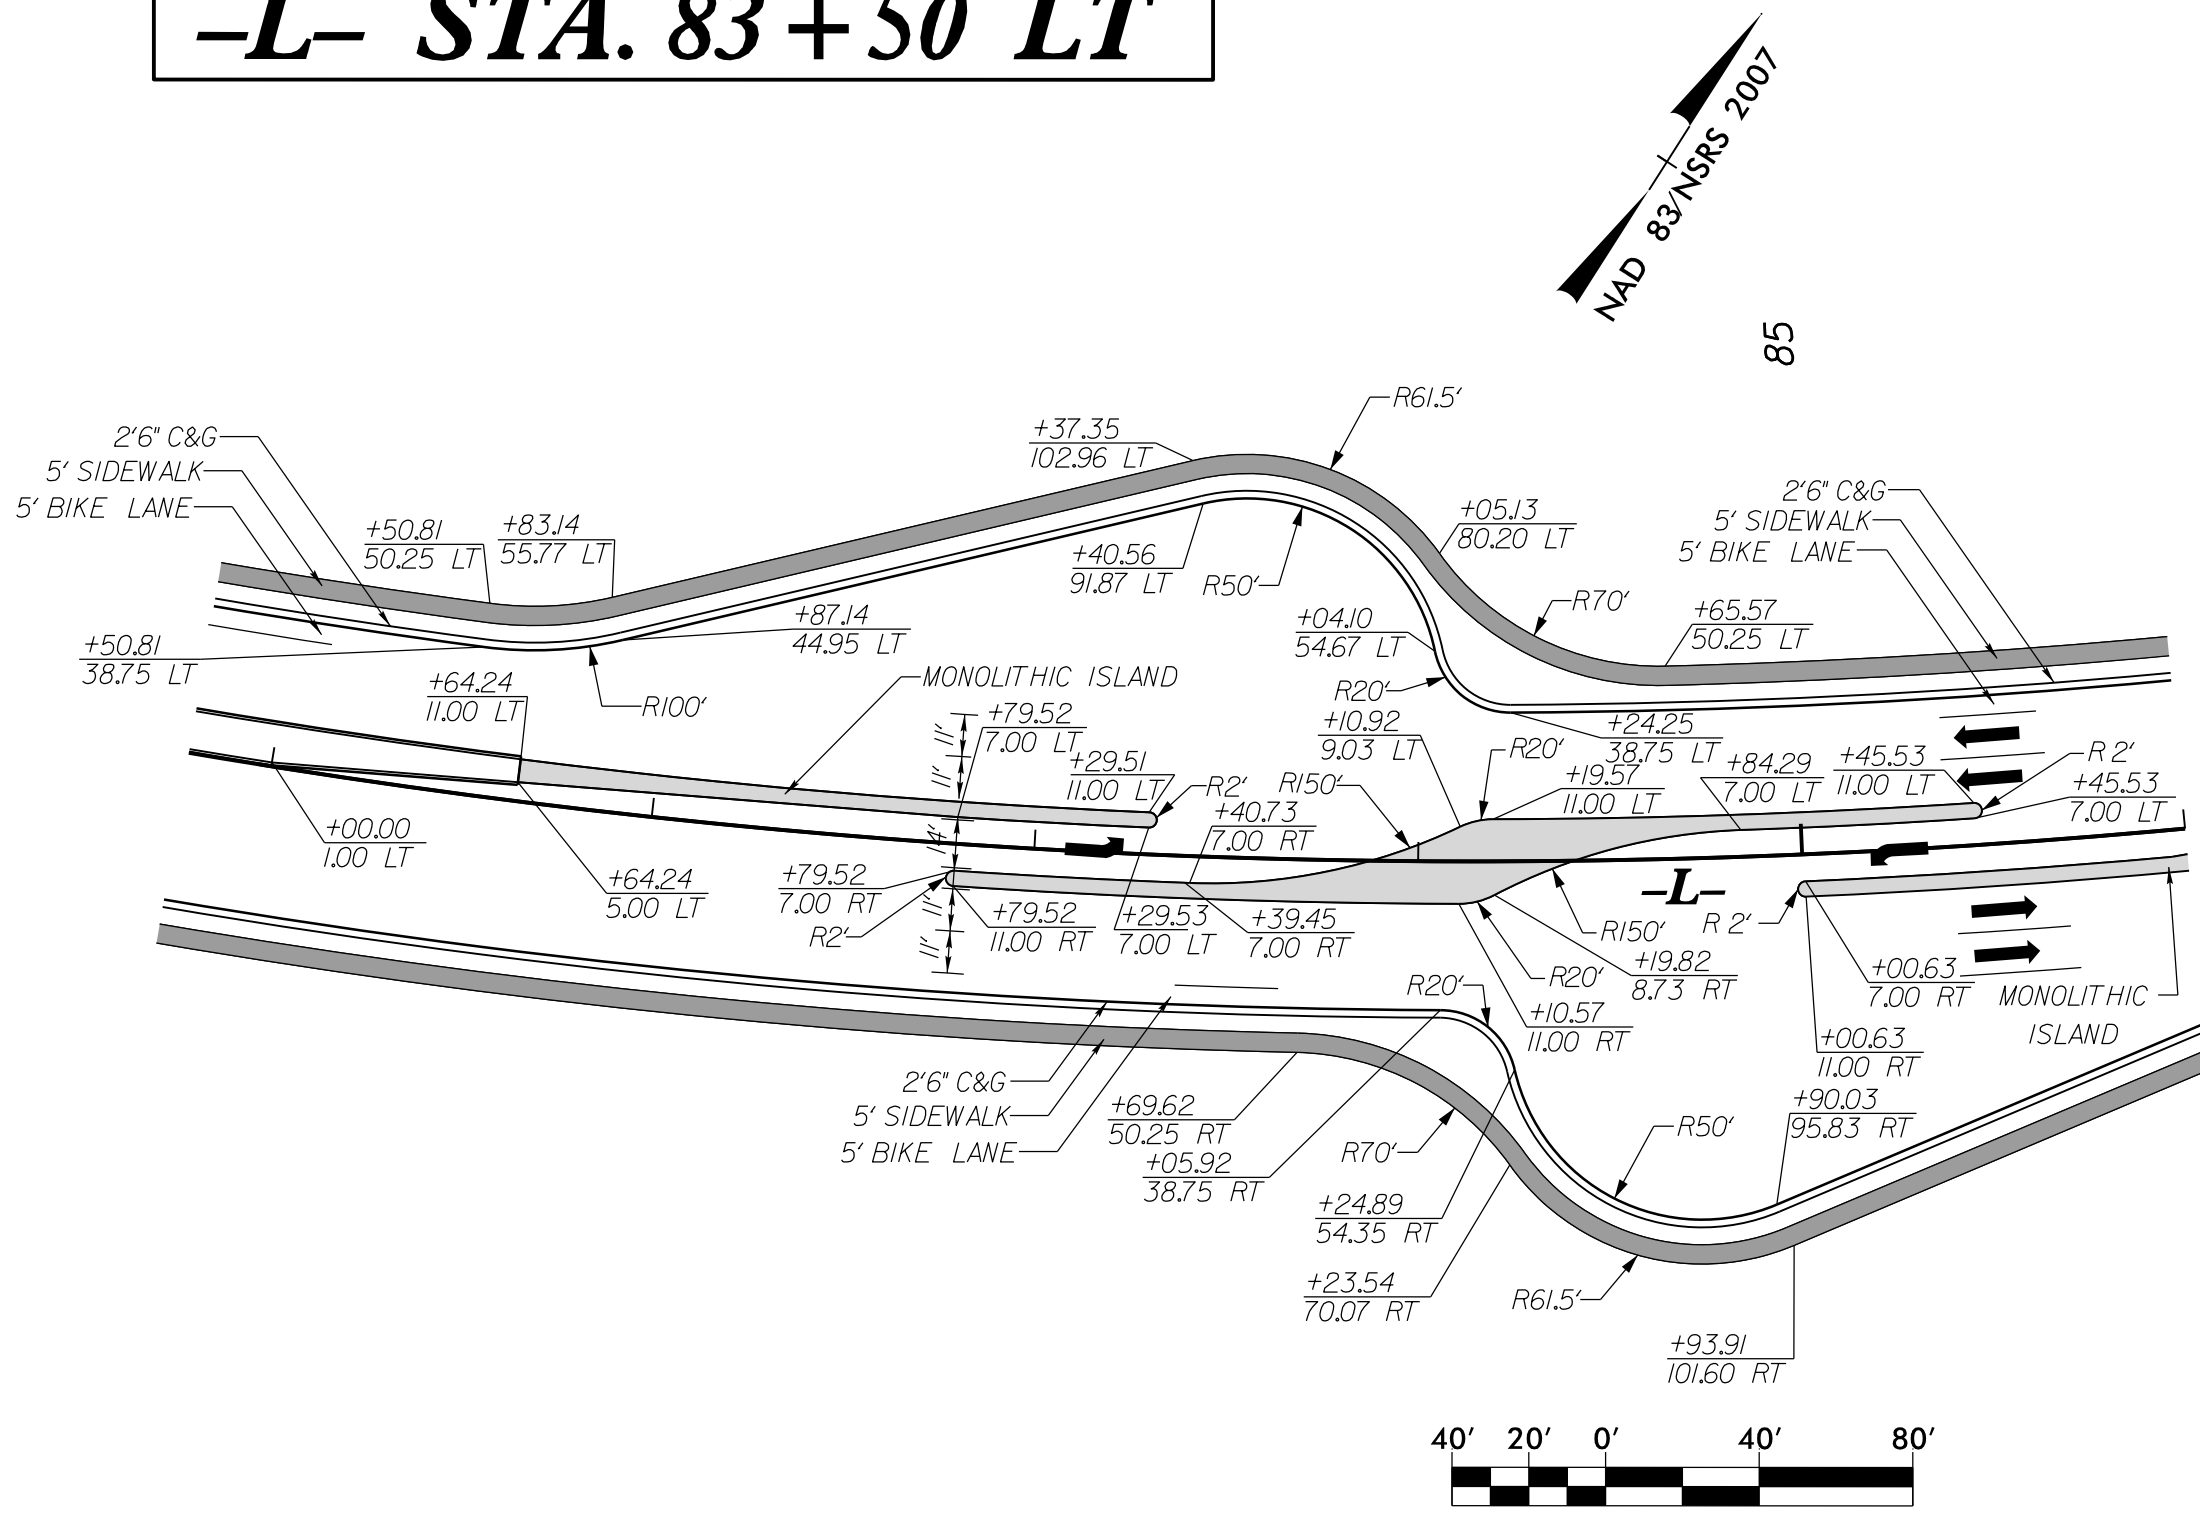 -L- STA. 83+50 LT
NAD 83/NSRS 2007
85
R61.5'
+37.35
102.96 LT
2'6" C&G
5' SIDEWALK
5' BIKE LANE
+50.81
50.25 LT
+83.14
55.77 LT
+40.56
91.87 LT
R50'
+05.13
80.20 LT
2'6" C&G
5' SIDEWALK
5' BIKE LANE
R70'
+65.57
50.25 LT
+50.81
38.75 LT
+87.14
44.95 LT
+04.10
54.67 LT
R20'
+64.24
11.00 LT
R100'
MONOLITHIC ISLAND
+79.52
7.00 LT
11'
11'
14'
11'
11'
+29.51
11.00 LT
R2'
+10.92
9.03 LT
R20'
R150'
+24.25
38.75 LT
+19.57
11.00 LT
+84.29
7.00 LT
+45.53
11.00 LT
R 2'
+45.53
7.00 LT
+00.00
1.00 LT
+40.73
7.00 RT
+64.24
5.00 LT
+79.52
7.00 RT
R2'
+79.52
11.00 RT
+29.53
7.00 LT
+39.45
7.00 RT
-L-
R150'
R 2'
+19.82
8.73 RT
R20'
R20'
+10.57
11.00 RT
+00.63
7.00 RT
MONOLITHIC
ISLAND
+00.63
11.00 RT
2'6" C&G
5' SIDEWALK
5' BIKE LANE
+69.62
50.25 RT
+05.92
38.75 RT
R70'
R50'
+90.03
95.83 RT
+24.89
54.35 RT
+23.54
70.07 RT
R61.5'
+93.91
101.60 RT
40' 20' 0' 40' 80'